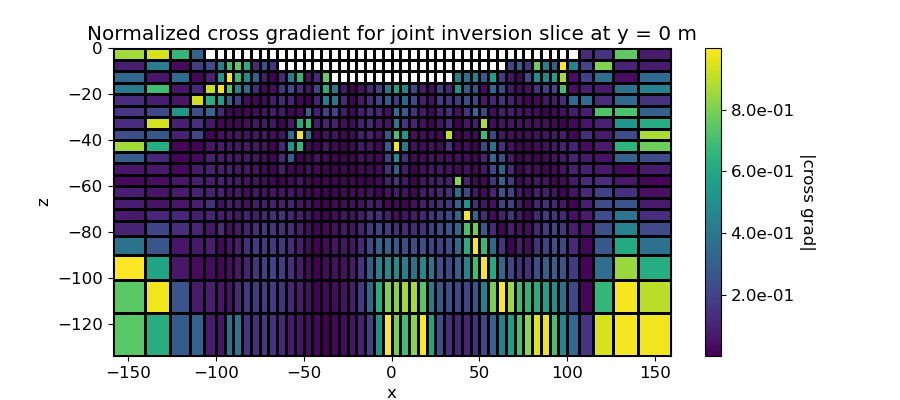 Normalized cross gradient for joint inversion slice at y = 0 m
0
−20
−40
−60
−80
−100
−120
z
−150
−100
−50
0
50
100
150
x
8.0e-01
6.0e-01
4.0e-01
2.0e-01
|cross grad|